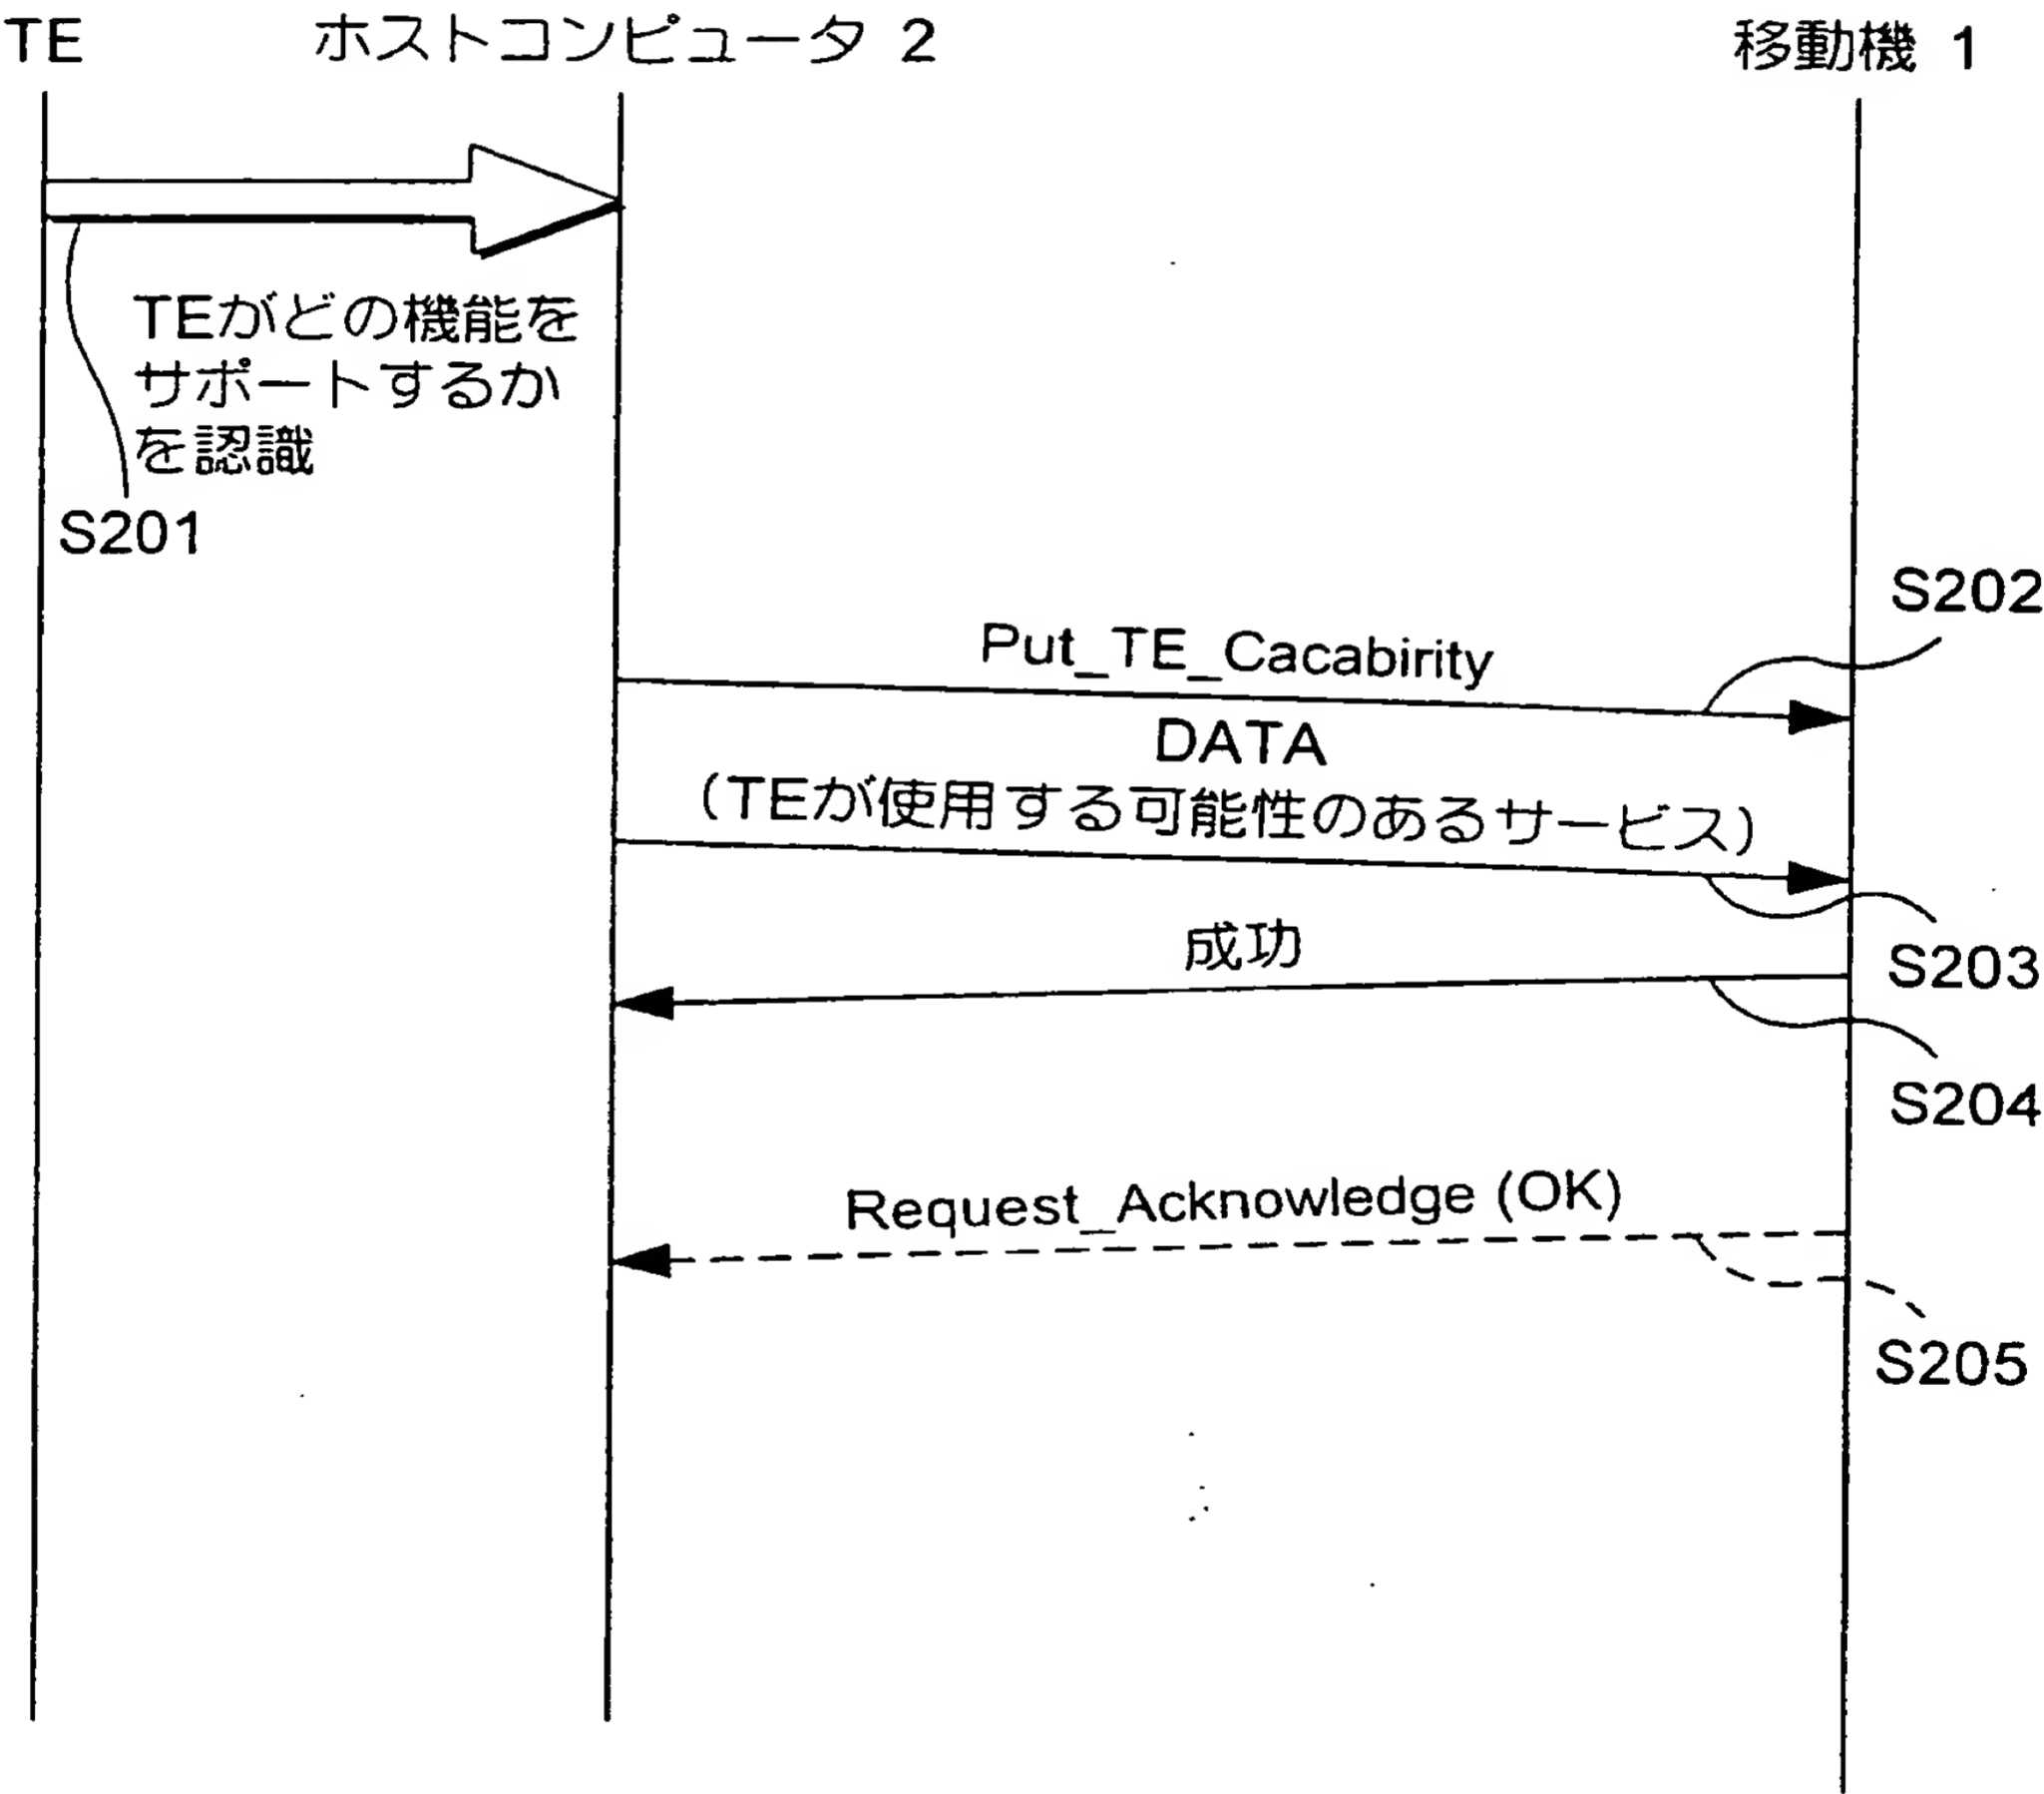 TE
ホストコンピュータ 2
移動機 1
TEがどの機能を
サポートするか
を認識
S201
S202
Put_TE_Cacabirity
DATA
(TEが使用する可能性のあるサービス)
成功
S203
S204
Request_Acknowledge (OK)
S205